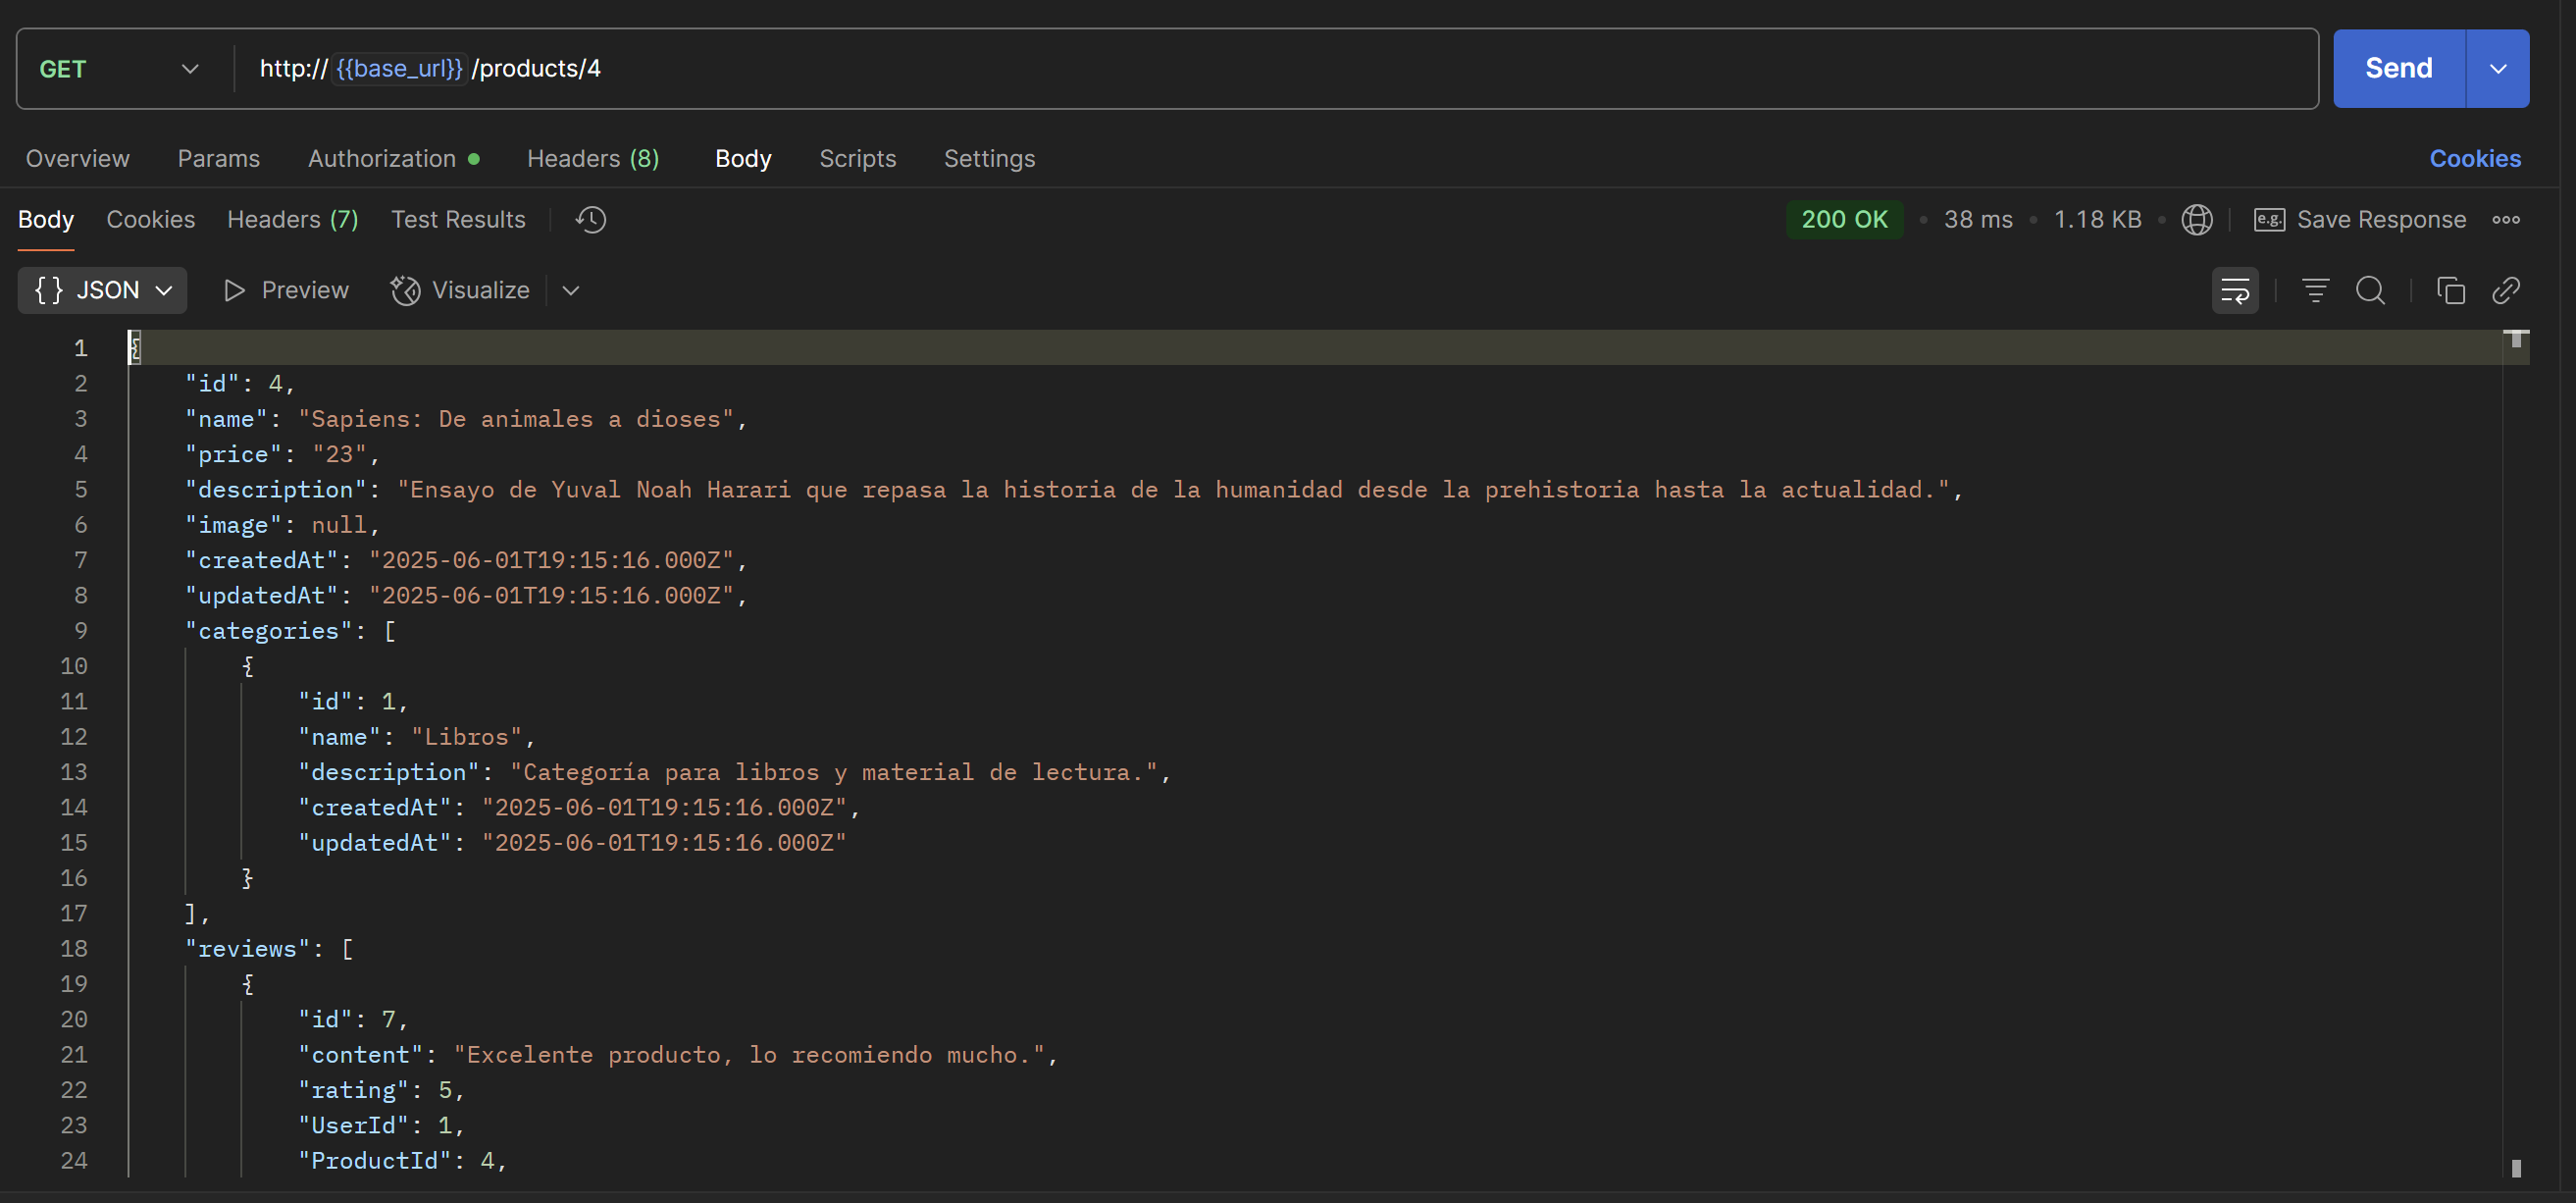 GET http://{{base_url}}/products/4 Send
Overview Params Authorization Headers (8) Body Scripts Settings Cookies
Body Cookies Headers (7) Test Results 200 OK • 38 ms • 1.18 KB • e.g. Save Response
{} JSON Preview Visualize
1 {
2 "id": 4,
3 "name": "Sapiens: De animales a dioses",
4 "price": "23",
5 "description": "Ensayo de Yuval Noah Harari que repasa la historia de la humanidad desde la prehistoria hasta la actualidad.",
6 "image": null,
7 "createdAt": "2025-06-01T19:15:16.000Z",
8 "updatedAt": "2025-06-01T19:15:16.000Z",
9 "categories": [
10 {
11 "id": 1,
12 "name": "Libros",
13 "description": "Categoría para libros y material de lectura.",
14 "createdAt": "2025-06-01T19:15:16.000Z",
15 "updatedAt": "2025-06-01T19:15:16.000Z"
16 }
17 ],
18 "reviews": [
19 {
20 "id": 7,
21 "content": "Excelente producto, lo recomiendo mucho.",
22 "rating": 5,
23 "UserId": 1,
24 "ProductId": 4,